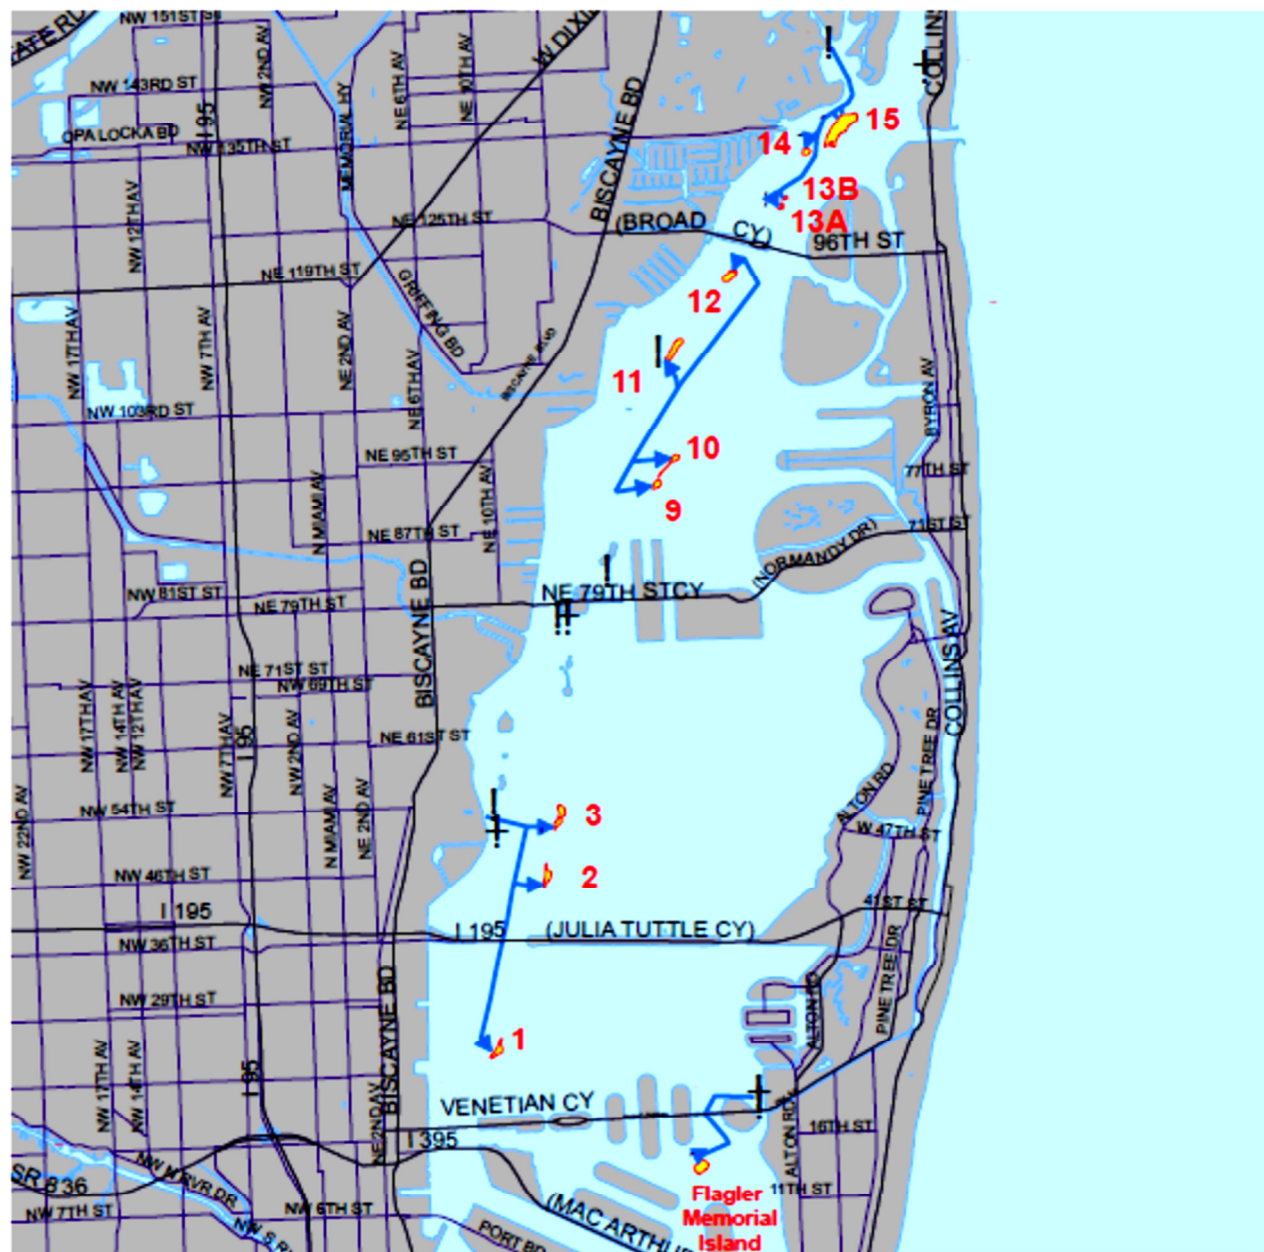 NW 151ST ST
COLLINS
W DIXIE
NW 2ND AV
NE 6TH AV
NE 10TH AV
NW 143RD ST
MEMORIAL HY
BISCAYNE BD
I 95
15
OPA LOCKA BD
NW 135TH ST
14
13B
13A
NW 12TH AV
NE 125TH ST
(BROAD CY)
96TH ST
NE 119TH ST
GRIFFING BD
12
NW 17TH AV
NW 7TH AV
NE 2ND AV
NE 6TH AV
BISCAYNE BLVD
11
BYRON AV
NW 103RD ST
10
NE 95TH ST
77TH ST
N MIAMI AV
NE 10TH AV
9
71ST ST
NE 87TH ST
(NORMANDY DR)
BISCAYNE BD
NE 79TH STCY
NW 81ST ST
NE 79TH ST
COLLINS AV
NE 71ST ST
NW 69TH ST
NW 17TH AV
NW 14TH AV
NW 12TH AV
NW 7TH AV
I 95
NW 2ND AV
NE 61ST ST
PINE TREE DR
ALTON RD
NW 22ND AV
NW 54TH ST
N MIAMI AV
NE 2ND AV
3
W 47TH ST
NW 46TH ST
2
41ST ST
I 195
I 195
(JULIA TUTTLE CY)
NW 36TH ST
PINE TREE DR
NW 29TH ST
BISCAYNE BD
ALTON RD
1
NW 17TH AV
NW 14TH AV
I 95
VENETIAN CY
NE 2ND AV
I 395
ALTON RD
16TH ST
NW N RVR DR
SR 836
11TH ST
Flagler
Memorial
Island
NW 7TH ST
NE 6TH ST
NW S
PORT BD
(MAC ARTHUR